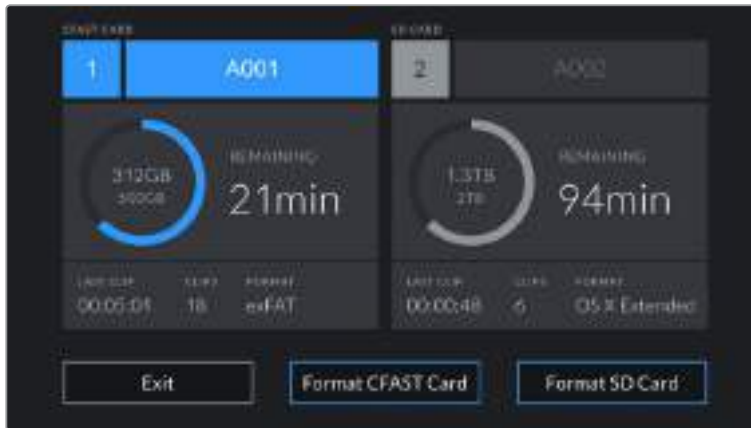 CFAST CARD
1 A001
312GB
REMAINING
21min
LAST CLIP CLIPS FORMAT
00:05:01 18 exFAT
SD CARD
2 A002
1.3TB
2TB
REMAINING
94min
LAST CLIP CLIPS FORMAT
00:00:48 6 OS X Extended
Exit
Format CFAST Card
Format SD Card